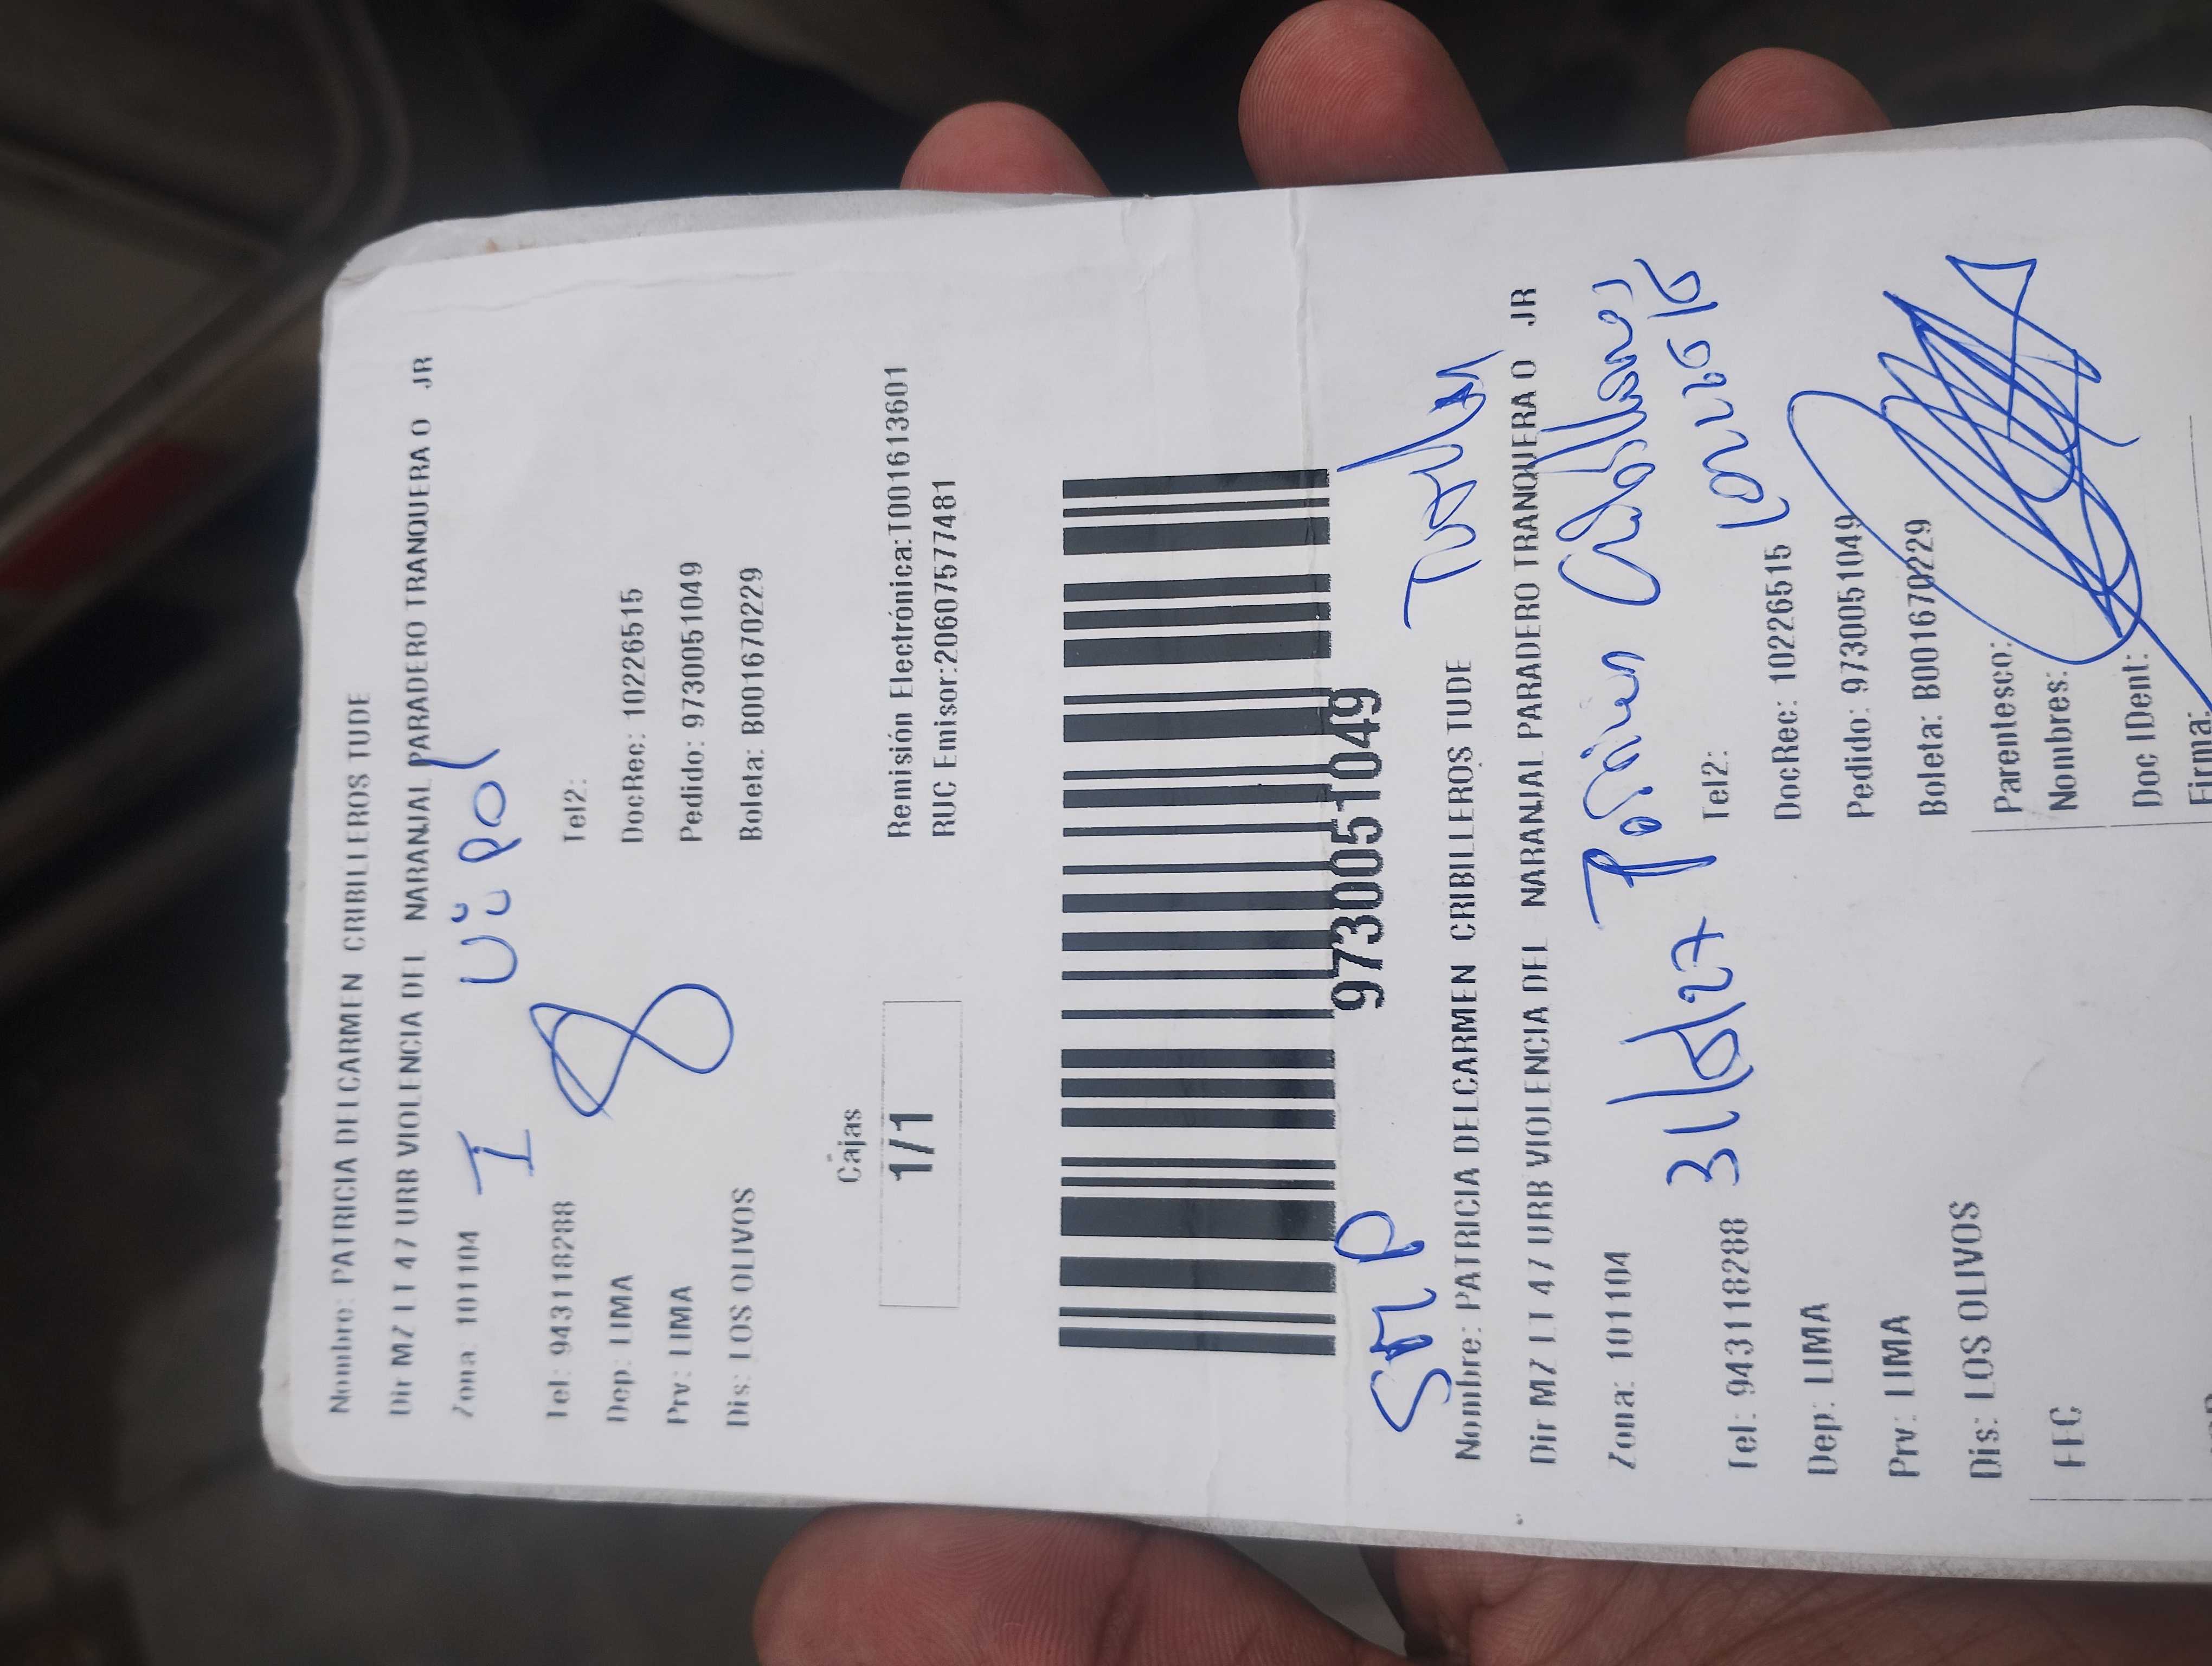 Nombre: PATRICIA DELCARMEN CRIBILLEROS TUDE
Dir MZ LT 47 URB VIOLENCIA DEL NARANJAL PARADERO TRANQUERA O JR
Zona: 101104 I
Tel: 943118288 8 Tel2:
Dep: LIMA DocRec: 10226515
Prv: LIMA Pedido: 9730051049
Dis: LOS OLIVOS Boleta: B001670229
Cajas
1/1
Remisión Electrónica:T001613601
RUC Emisor:20607577481
9730051049
SMP
Nombre: PATRICIA DELCARMEN CRIBILLEROS TUDE
Dir MZ LT 47 URB VIOLENCIA DEL NARANJAL PARADERO TRANQUERA O JR
Zona: 101104
Tel: 943118288 Tel2:
Dep: LIMA DocRec: 10226515
Prv: LIMA Pedido: 9730051049
Dis: LOS OLIVOS Boleta: B001670229
FEC Parentesco:
Nombres:
Doc IDent:
Firma: